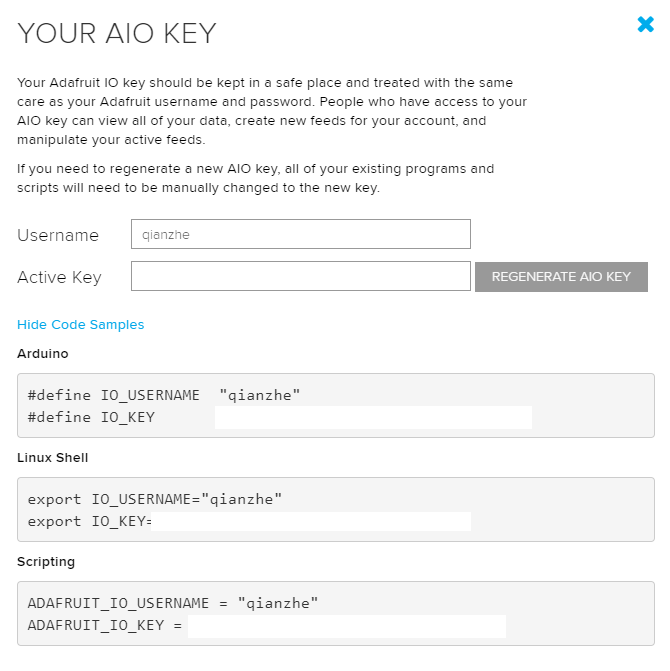 YOUR AIO KEY
Your Adafruit IO key should be kept in a safe place and treated with the same
care as your Adafruit username and password. People who have access to your
AIO key can view all of your data, create new feeds for your account, and
manipulate your active feeds.
If you need to regenerate a new AIO key, all of your existing programs and
scripts will need to be manually changed to the new key.
Username qianzhe
Active Key REGENERATE AIO KEY
Hide Code Samples
Arduino
#define IO_USERNAME  "qianzhe"
#define IO_KEY
Linux Shell
export IO_USERNAME="qianzhe"
export IO_KEY=
Scripting
ADAFRUIT_IO_USERNAME = "qianzhe"
ADAFRUIT_IO_KEY =